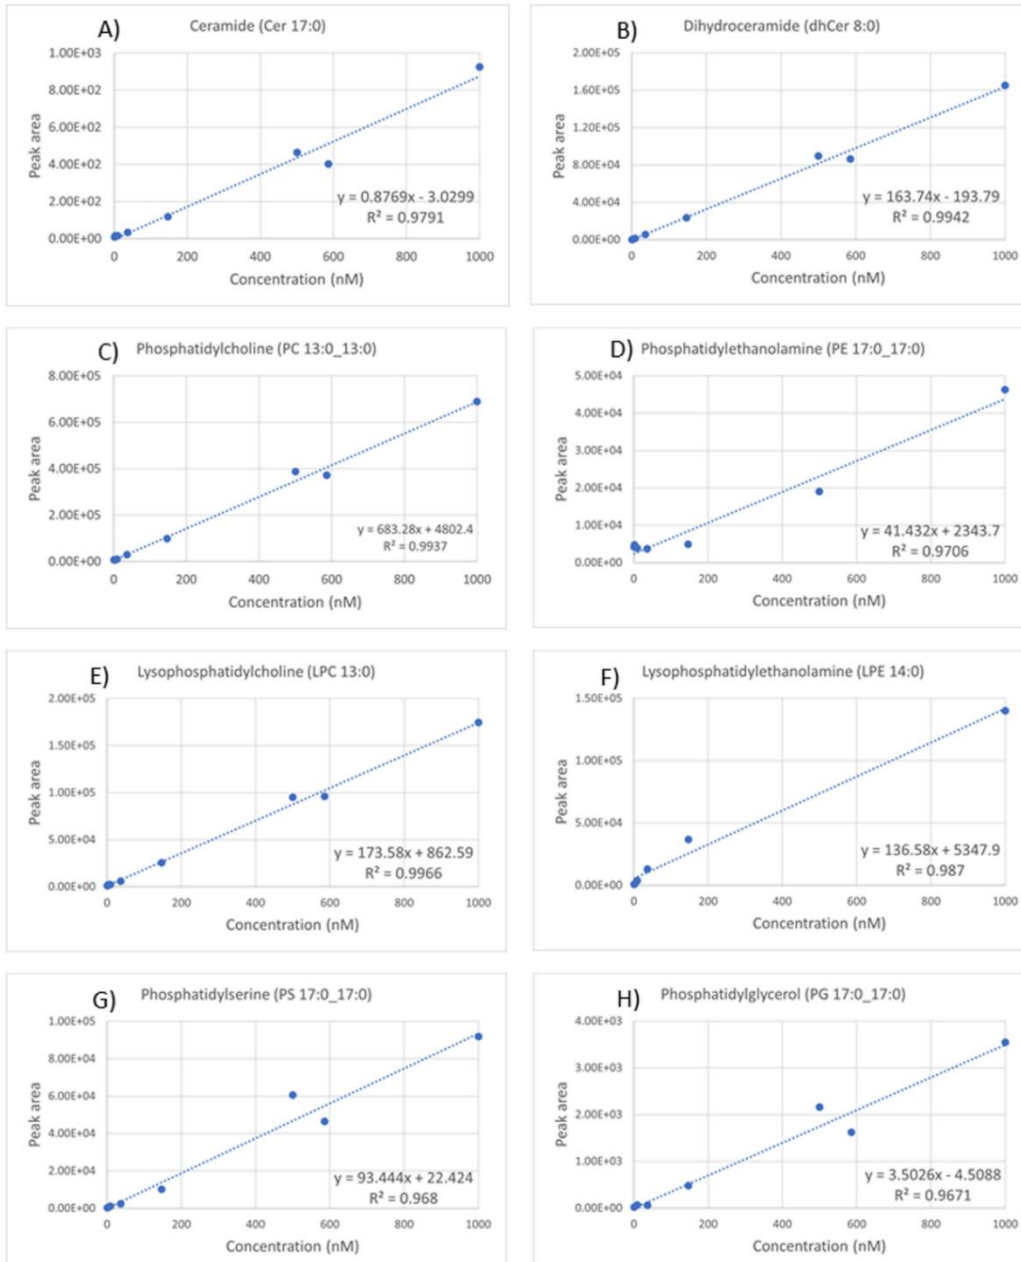 A)
Ceramide (Cer 17:0)
1.00E+03
8.00E+02
6.00E+02
4.00E+02
2.00E+02
0.00E+00
Peak area
y = 0.8769x - 3.0299
R² = 0.9791
0 200 400 600 800 1000
Concentration (nM)
B)
Dihydroceramide (dhCer 8:0)
2.00E+05
1.60E+05
1.20E+05
8.00E+04
4.00E+04
0.00E+00
Peak area
y = 163.74x - 193.79
R² = 0.9942
0 200 400 600 800 1000
Concentration (nM)
C)
Phosphatidylcholine (PC 13:0_13:0)
8.00E+05
6.00E+05
4.00E+05
2.00E+05
0.00E+00
Peak area
y = 683.28x + 4802.4
R² = 0.9937
0 200 400 600 800 1000
Concentration (nM)
D)
Phosphatidylethanolamine (PE 17:0_17:0)
5.00E+04
4.00E+04
3.00E+04
2.00E+04
1.00E+04
0.00E+00
Peak area
y = 41.432x + 2343.7
R² = 0.9706
0 200 400 600 800 1000
Concentration (nM)
E)
Lysophosphatidylcholine (LPC 13:0)
2.00E+05
1.50E+05
1.00E+05
5.00E+04
0.00E+00
Peak area
y = 173.58x + 862.59
R² = 0.9966
0 200 400 600 800 1000
Concentration (nM)
F)
Lysophosphatidylethanolamine (LPE 14:0)
1.50E+05
1.00E+05
5.00E+04
0.00E+00
Peak area
y = 136.58x + 5347.9
R² = 0.987
0 200 400 600 800 1000
Concentration (nM)
G)
Phosphatidylserine (PS 17:0_17:0)
1.00E+05
8.00E+04
6.00E+04
4.00E+04
2.00E+04
0.00E+00
Peak area
y = 93.444x + 22.424
R² = 0.968
0 200 400 600 800 1000
Concentration (nM)
H)
Phosphatidylglycerol (PG 17:0_17:0)
4.00E+03
3.00E+03
2.00E+03
1.00E+03
0.00E+00
Peak area
y = 3.5026x - 4.5088
R² = 0.9671
0 200 400 600 800 1000
Concentration (nM)